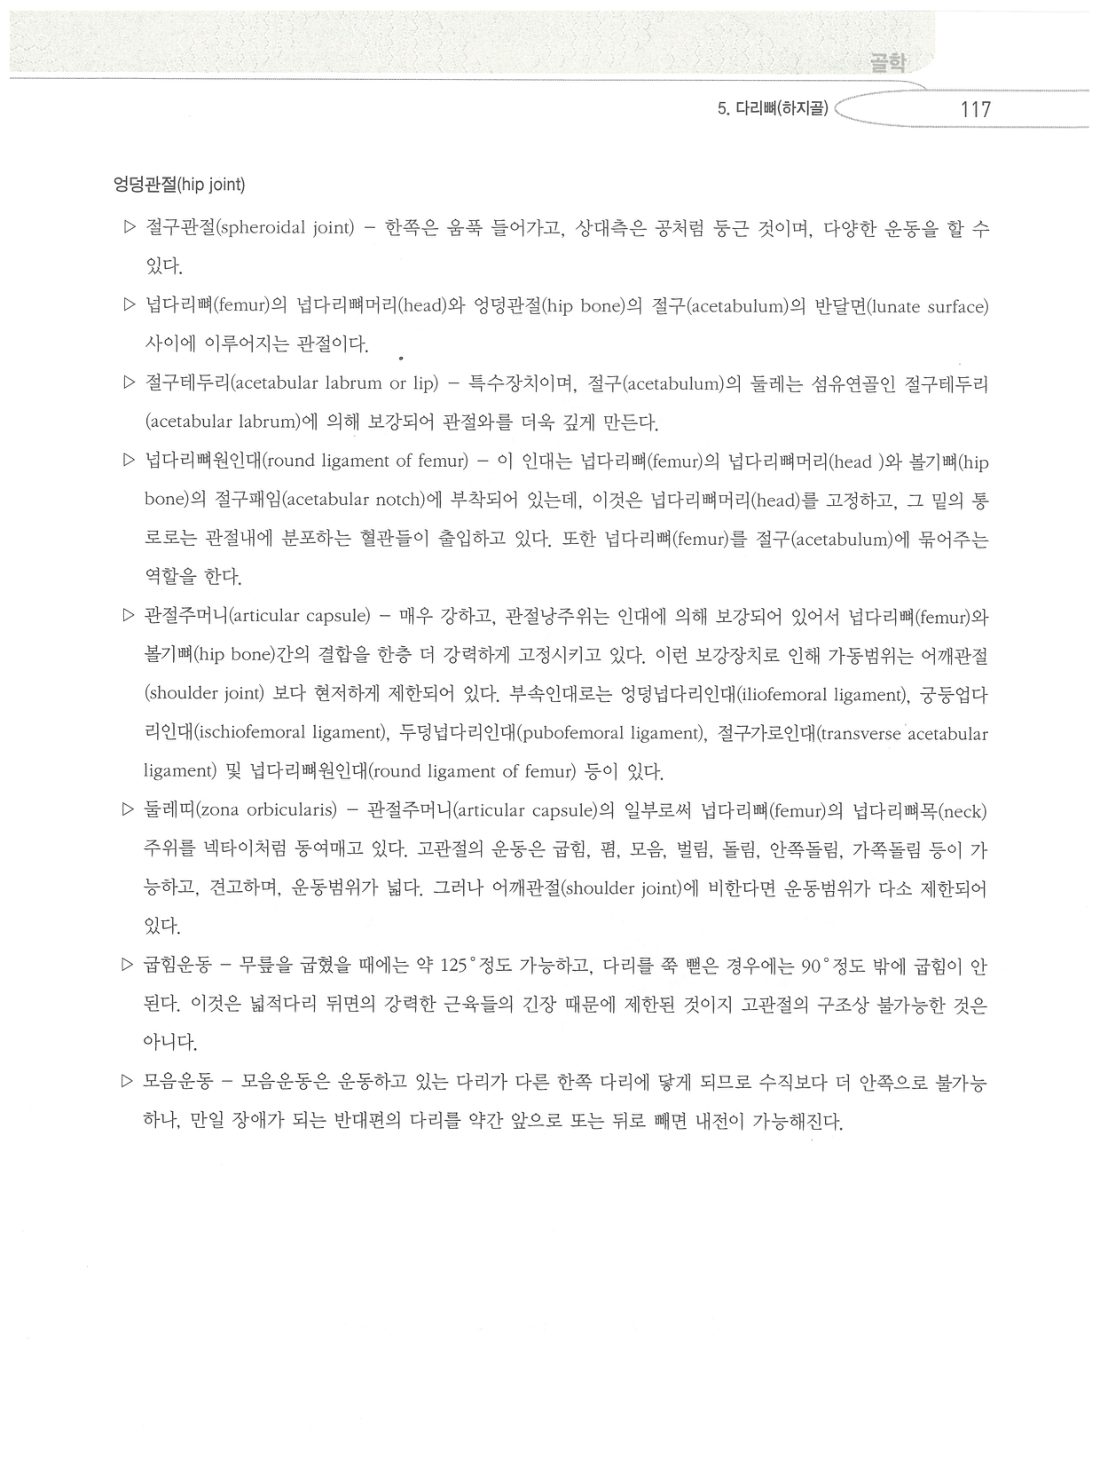 골학
5. 다리뼈(하지골)
117
엉덩관절(hip joint)
▷ 절구관절(spheroidal joint) – 한쪽은 움푹 들어가고, 상대측은 공처럼 둥근 것이며, 다양한 운동을 할 수
있다.
▷ 넙다리뼈(femur)의 넙다리뼈머리(head)와 엉덩관절(hip bone)의 절구(acetabulum)의 반달면(lunate surface)
사이에 이루어지는 관절이다.
▷ 절구테두리(acetabular labrum or lip) – 특수장치이며, 절구(acetabulum)의 둘레는 섬유연골인 절구테두리
(acetabular labrum)에 의해 보강되어 관절와를 더욱 깊게 만든다.
▷ 넙다리뼈원인대(round ligament of femur) – 이 인대는 넙다리뼈(femur)의 넙다리뼈머리(head )와 볼기뼈(hip
bone)의 절구패임(acetabular notch)에 부착되어 있는데, 이것은 넙다리뼈머리(head)를 고정하고, 그 밑의 통
로로는 관절내에 분포하는 혈관들이 출입하고 있다. 또한 넙다리뼈(femur)를 절구(acetabulum)에 묶어주는
역할을 한다.
▷ 관절주머니(articular capsule) – 매우 강하고, 관절낭주위는 인대에 의해 보강되어 있어서 넙다리뼈(femur)와
볼기뼈(hip bone)간의 결합을 한층 더 강력하게 고정시키고 있다. 이런 보강장치로 인해 가동범위는 어깨관절
(shoulder joint) 보다 현저하게 제한되어 있다. 부속인대로는 엉덩넙다리인대(iliofemoral ligament), 궁둥업다
리인대(ischiofemoral ligament), 두덩넙다리인대(pubofemoral ligament), 절구가로인대(transverse acetabular
ligament) 및 넙다리뼈원인대(round ligament of femur) 등이 있다.
▷ 둘레띠(zona orbicularis) – 관절주머니(articular capsule)의 일부로써 넙다리뼈(femur)의 넙다리뼈목(neck)
주위를 넥타이처럼 동여매고 있다. 고관절의 운동은 굽힘, 폄, 모음, 벌림, 돌림, 안쪽돌림, 가쪽돌림 등이 가
능하고, 견고하며, 운동범위가 넓다. 그러나 어깨관절(shoulder joint)에 비한다면 운동범위가 다소 제한되어
있다.
▷ 굽힘운동 – 무릎을 굽혔을 때에는 약 125°정도 가능하고, 다리를 쭉 뻗은 경우에는 90°정도 밖에 굽힘이 안
된다. 이것은 넓적다리 뒤면의 강력한 근육들의 긴장 때문에 제한된 것이지 고관절의 구조상 불가능한 것은
아니다.
▷ 모음운동 – 모음운동은 운동하고 있는 다리가 다른 한쪽 다리에 닿게 되므로 수직보다 더 안쪽으로 불가능
하나, 만일 장애가 되는 반대편의 다리를 약간 앞으로 또는 뒤로 빼면 내전이 가능해진다.